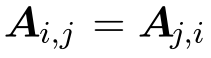 A_{i,j} = A_{j,i}